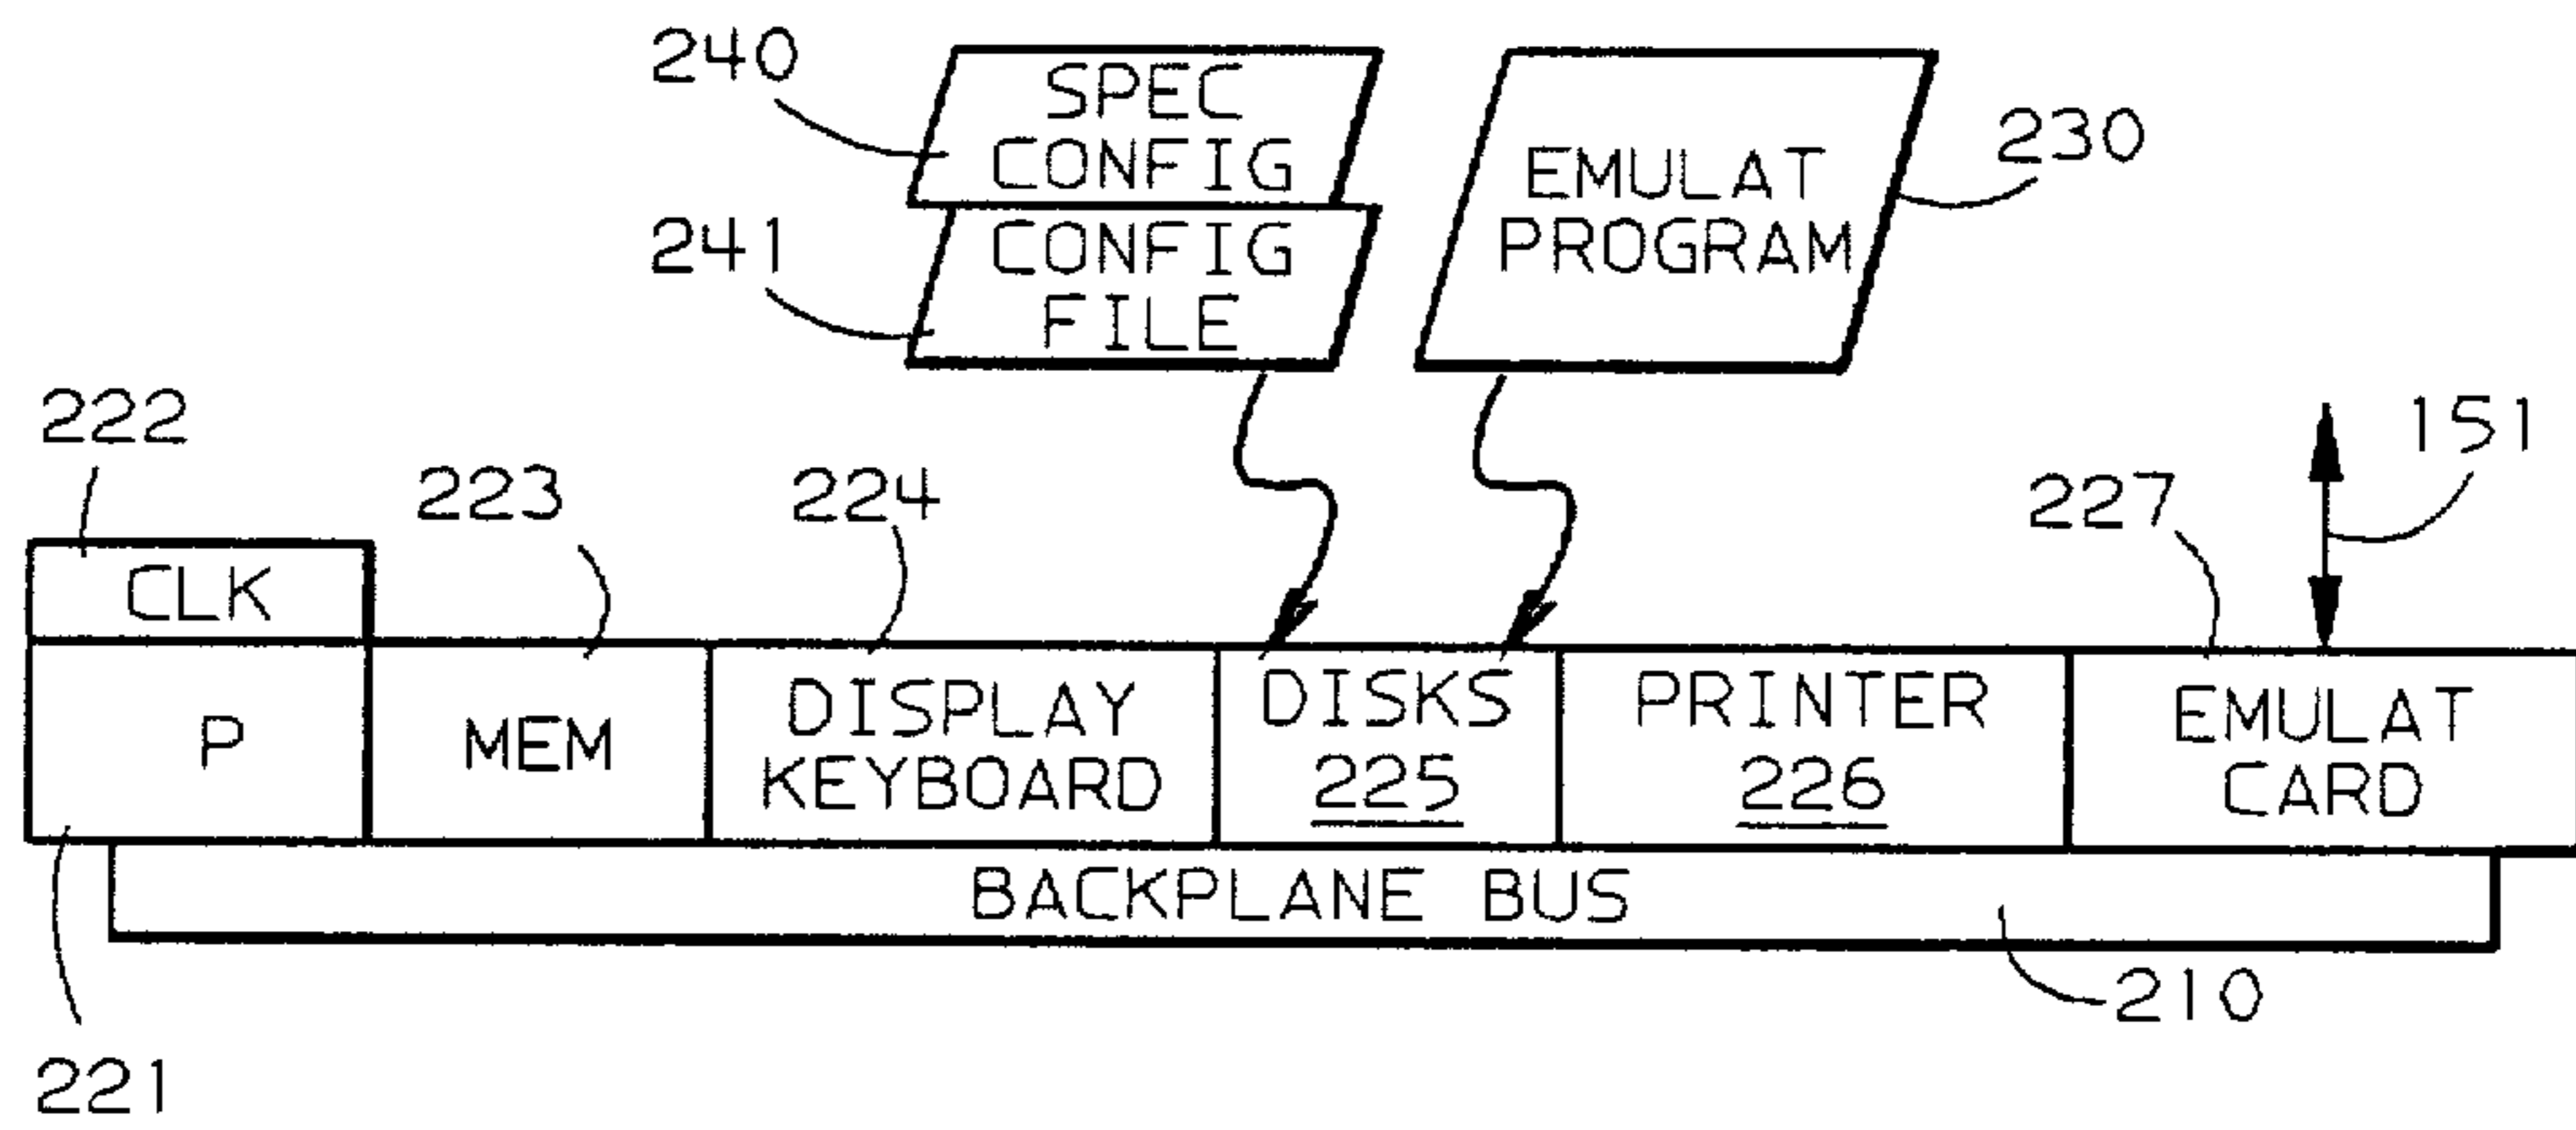 240
SPEC
CONFIG
241
CONFIG
FILE
EMULAT
PROGRAM
230
222
223
224
227
151
CLK
P
MEM
DISPLAY
KEYBOARD
DISKS
225
PRINTER
226
EMULAT
CARD
BACKPLANE BUS
210
221